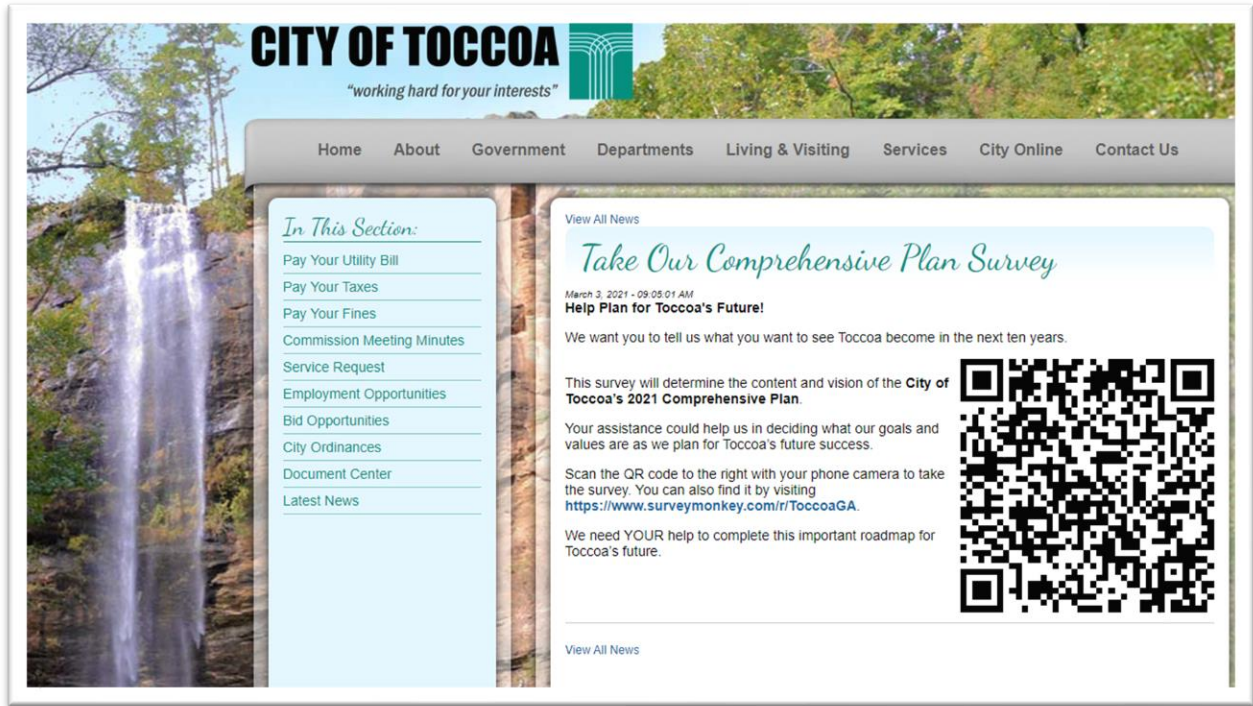 CITY OF TOCCOA
"working hard for your interests"
Home About Government Departments Living & Visiting Services City Online Contact Us
In This Section:
Pay Your Utility Bill
Pay Your Taxes
Pay Your Fines
Commission Meeting Minutes
Service Request
Employment Opportunities
Bid Opportunities
City Ordinances
Document Center
Latest News
View All News
Take Our Comprehensive Plan Survey
March 3, 2021 - 09:05:01 AM
Help Plan for Toccoa's Future!
We want you to tell us what you want to see Toccoa become in the next ten years.
This survey will determine the content and vision of the City of
Toccoa's 2021 Comprehensive Plan.
Your assistance could help us in deciding what our goals and
values are as we plan for Toccoa's future success.
Scan the QR code to the right with your phone camera to take
the survey. You can also find it by visiting
https://www.surveymonkey.com/r/ToccoaGA.
We need YOUR help to complete this important roadmap for
Toccoa's future.
View All News